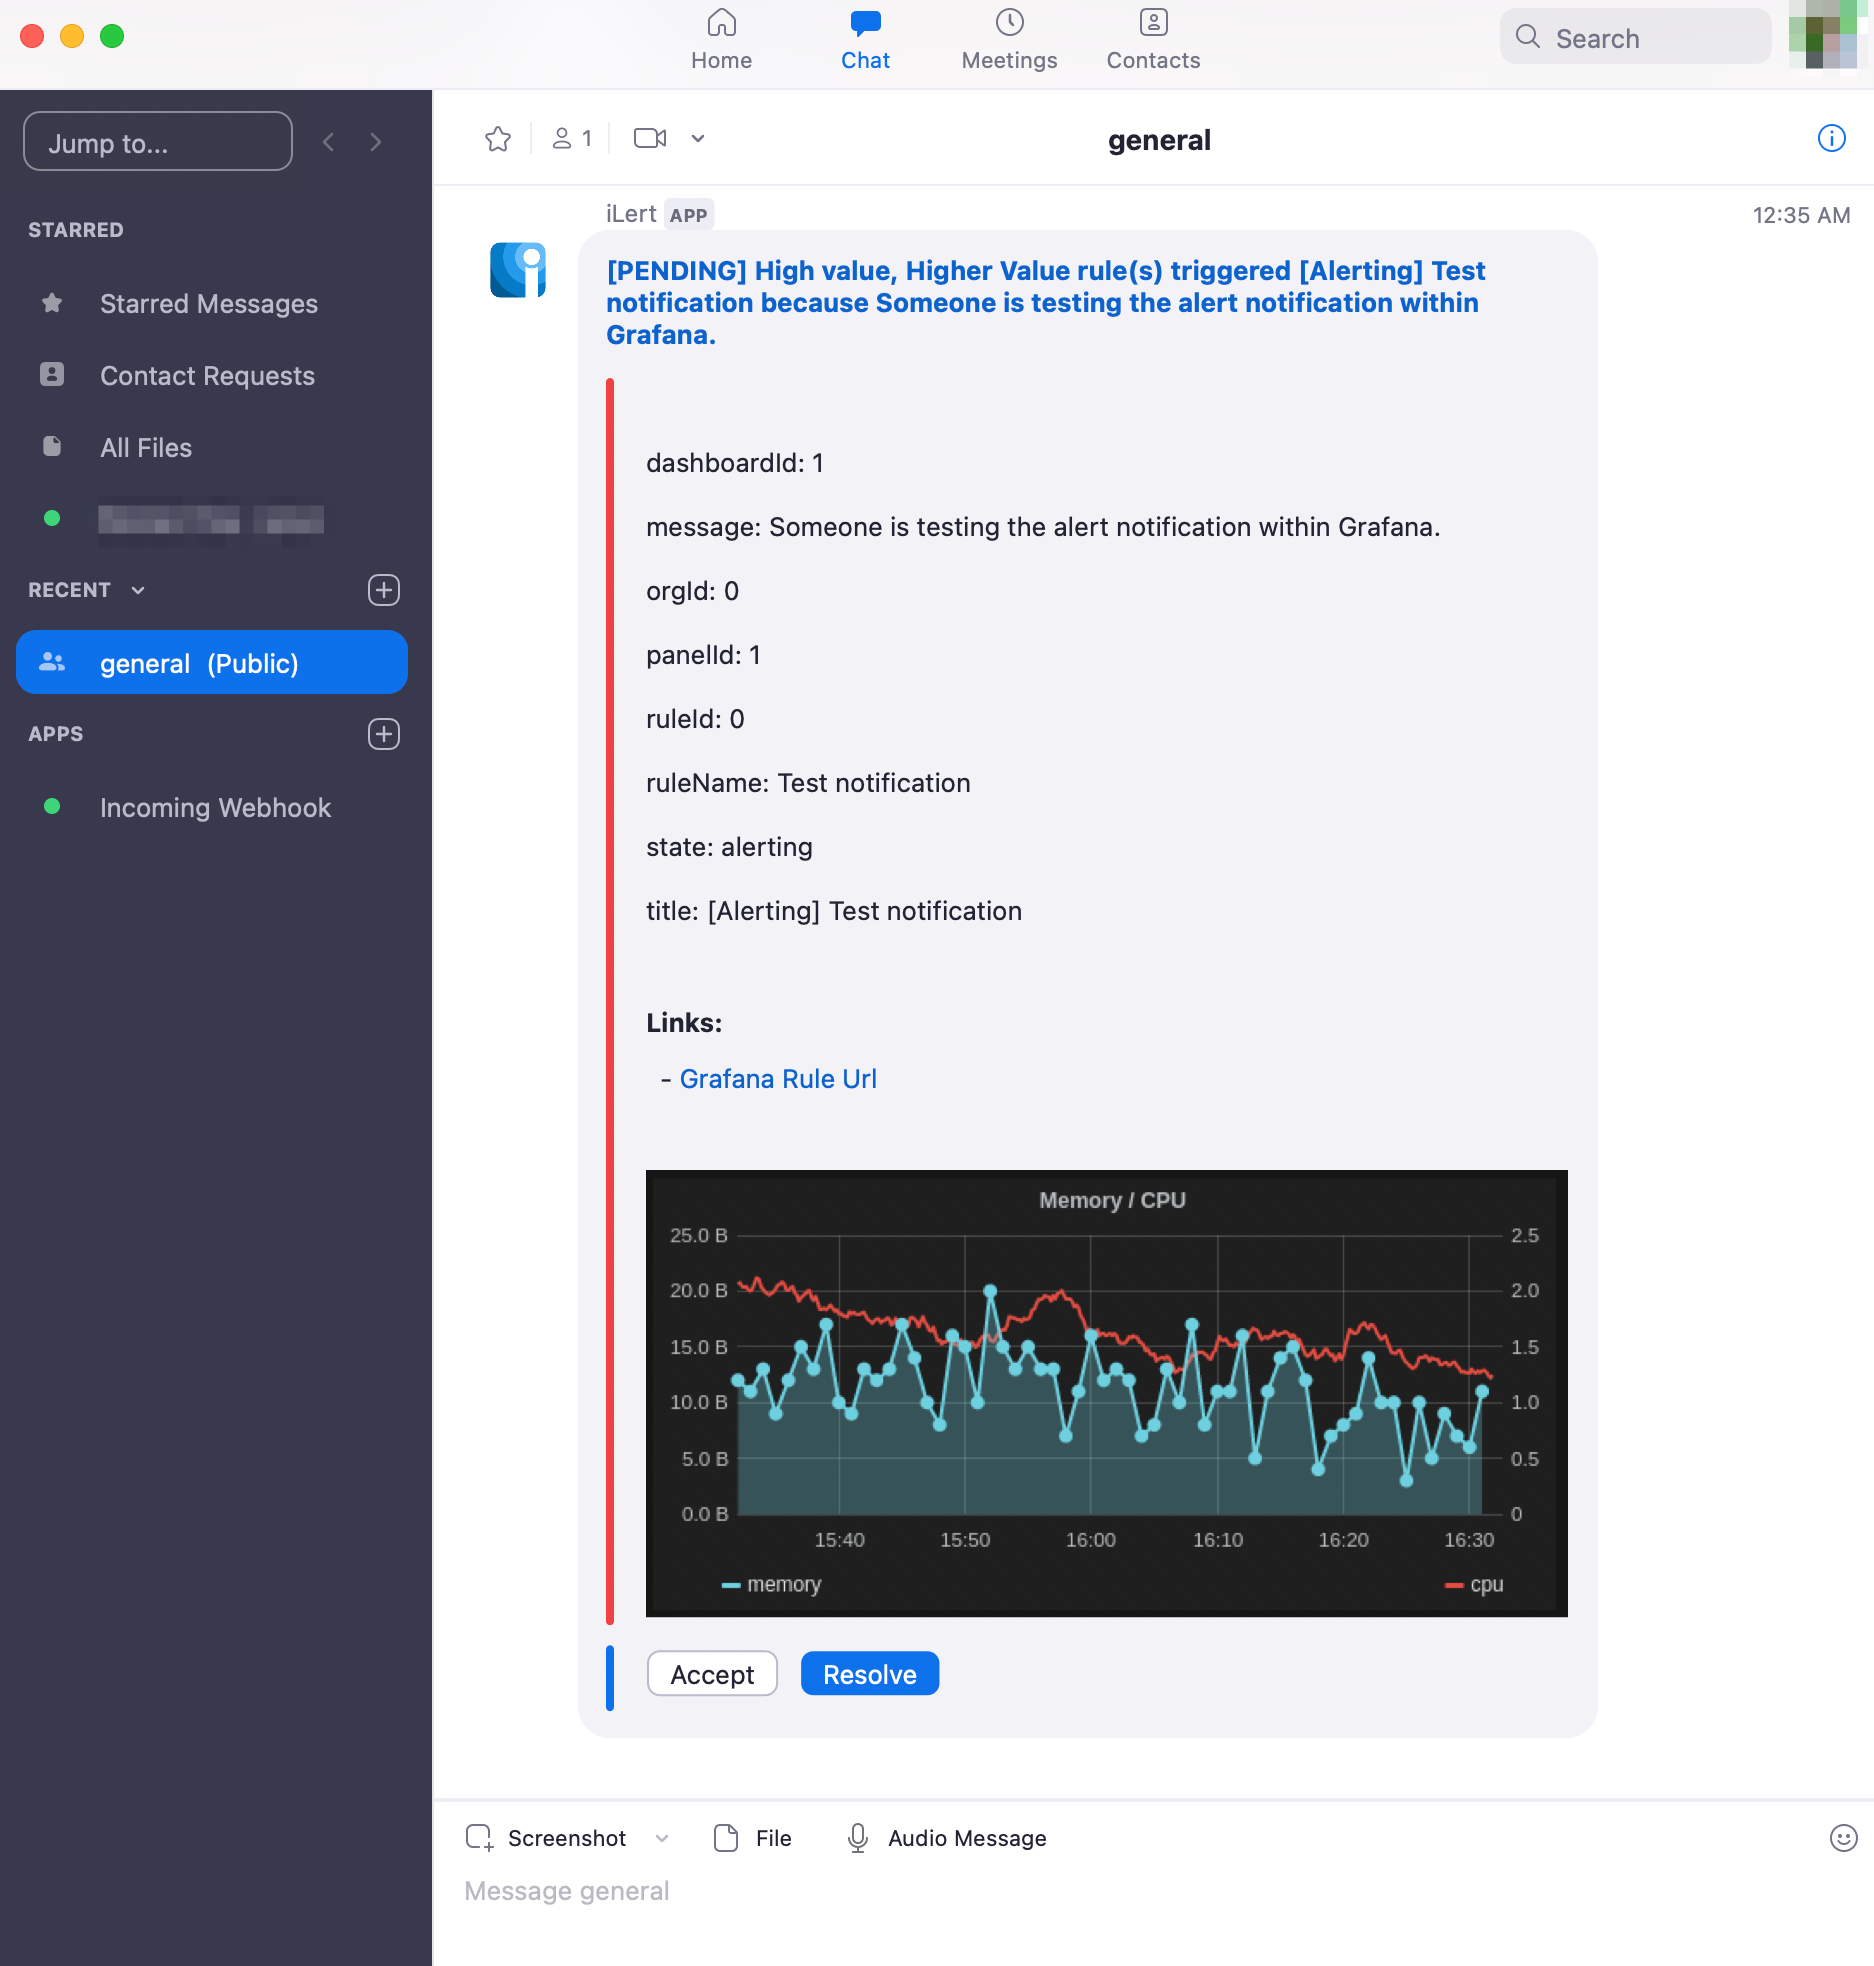 Home
Chat
Meetings
Contacts
Search
Jump to...
STARRED
Starred Messages
Contact Requests
All Files
RECENT
general (Public)
APPS
Incoming Webhook
1
general
iLert APP
12:35 AM
[PENDING] High value, Higher Value rule(s) triggered [Alerting] Test
notification because Someone is testing the alert notification within
Grafana.
dashboardId: 1
message: Someone is testing the alert notification within Grafana.
orgId: 0
panelId: 1
ruleId: 0
ruleName: Test notification
state: alerting
title: [Alerting] Test notification
Links:
- Grafana Rule Url
Memory / CPU
25.0 B
20.0 B
15.0 B
10.0 B
5.0 B
0.0 B
2.5
2.0
1.5
1.0
0.5
0
15:40 15:50 16:00 16:10 16:20 16:30
memory
cpu
Accept
Resolve
Screenshot
File
Audio Message
Message general